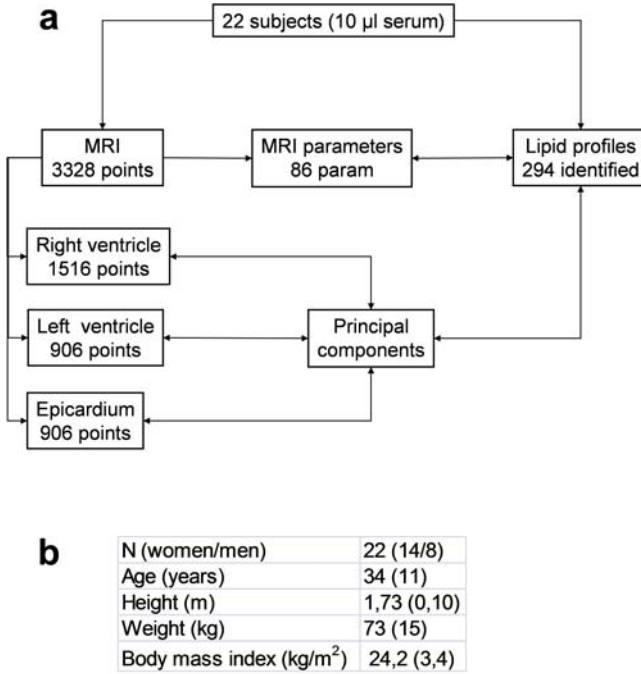 a
22 subjects (10 µl serum)
MRI
3328 points
MRI parameters
86 param
Lipid profiles
294 identified
Right ventricle
1516 points
Left ventricle
906 points
Principal
components
Epicardium
906 points
b
N (women/men) 22 (14/8)
Age (years) 34 (11)
Height (m) 1,73 (0,10)
Weight (kg) 73 (15)
Body mass index (kg/m²) 24,2 (3,4)